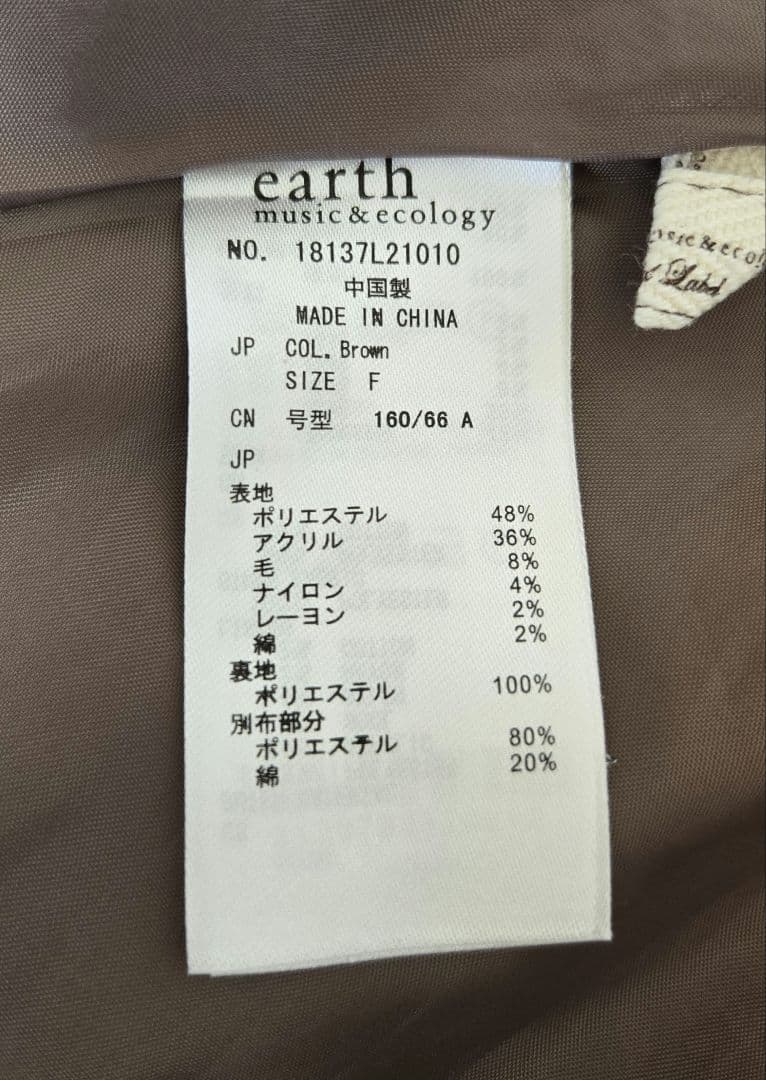 earth
music & ecology
NO. 18137L21010
中国製
MADE IN CHINA
JP COL. Brown
SIZE F
CN 号型 160/66 A
JP
表地
ポリエステル 48%
アクリル 36%
毛 8%
ナイロン 4%
レーヨン 2%
綿 2%
裏地
ポリエステル 100%
別布部分
ポリエステル 80%
綿 20%
Label